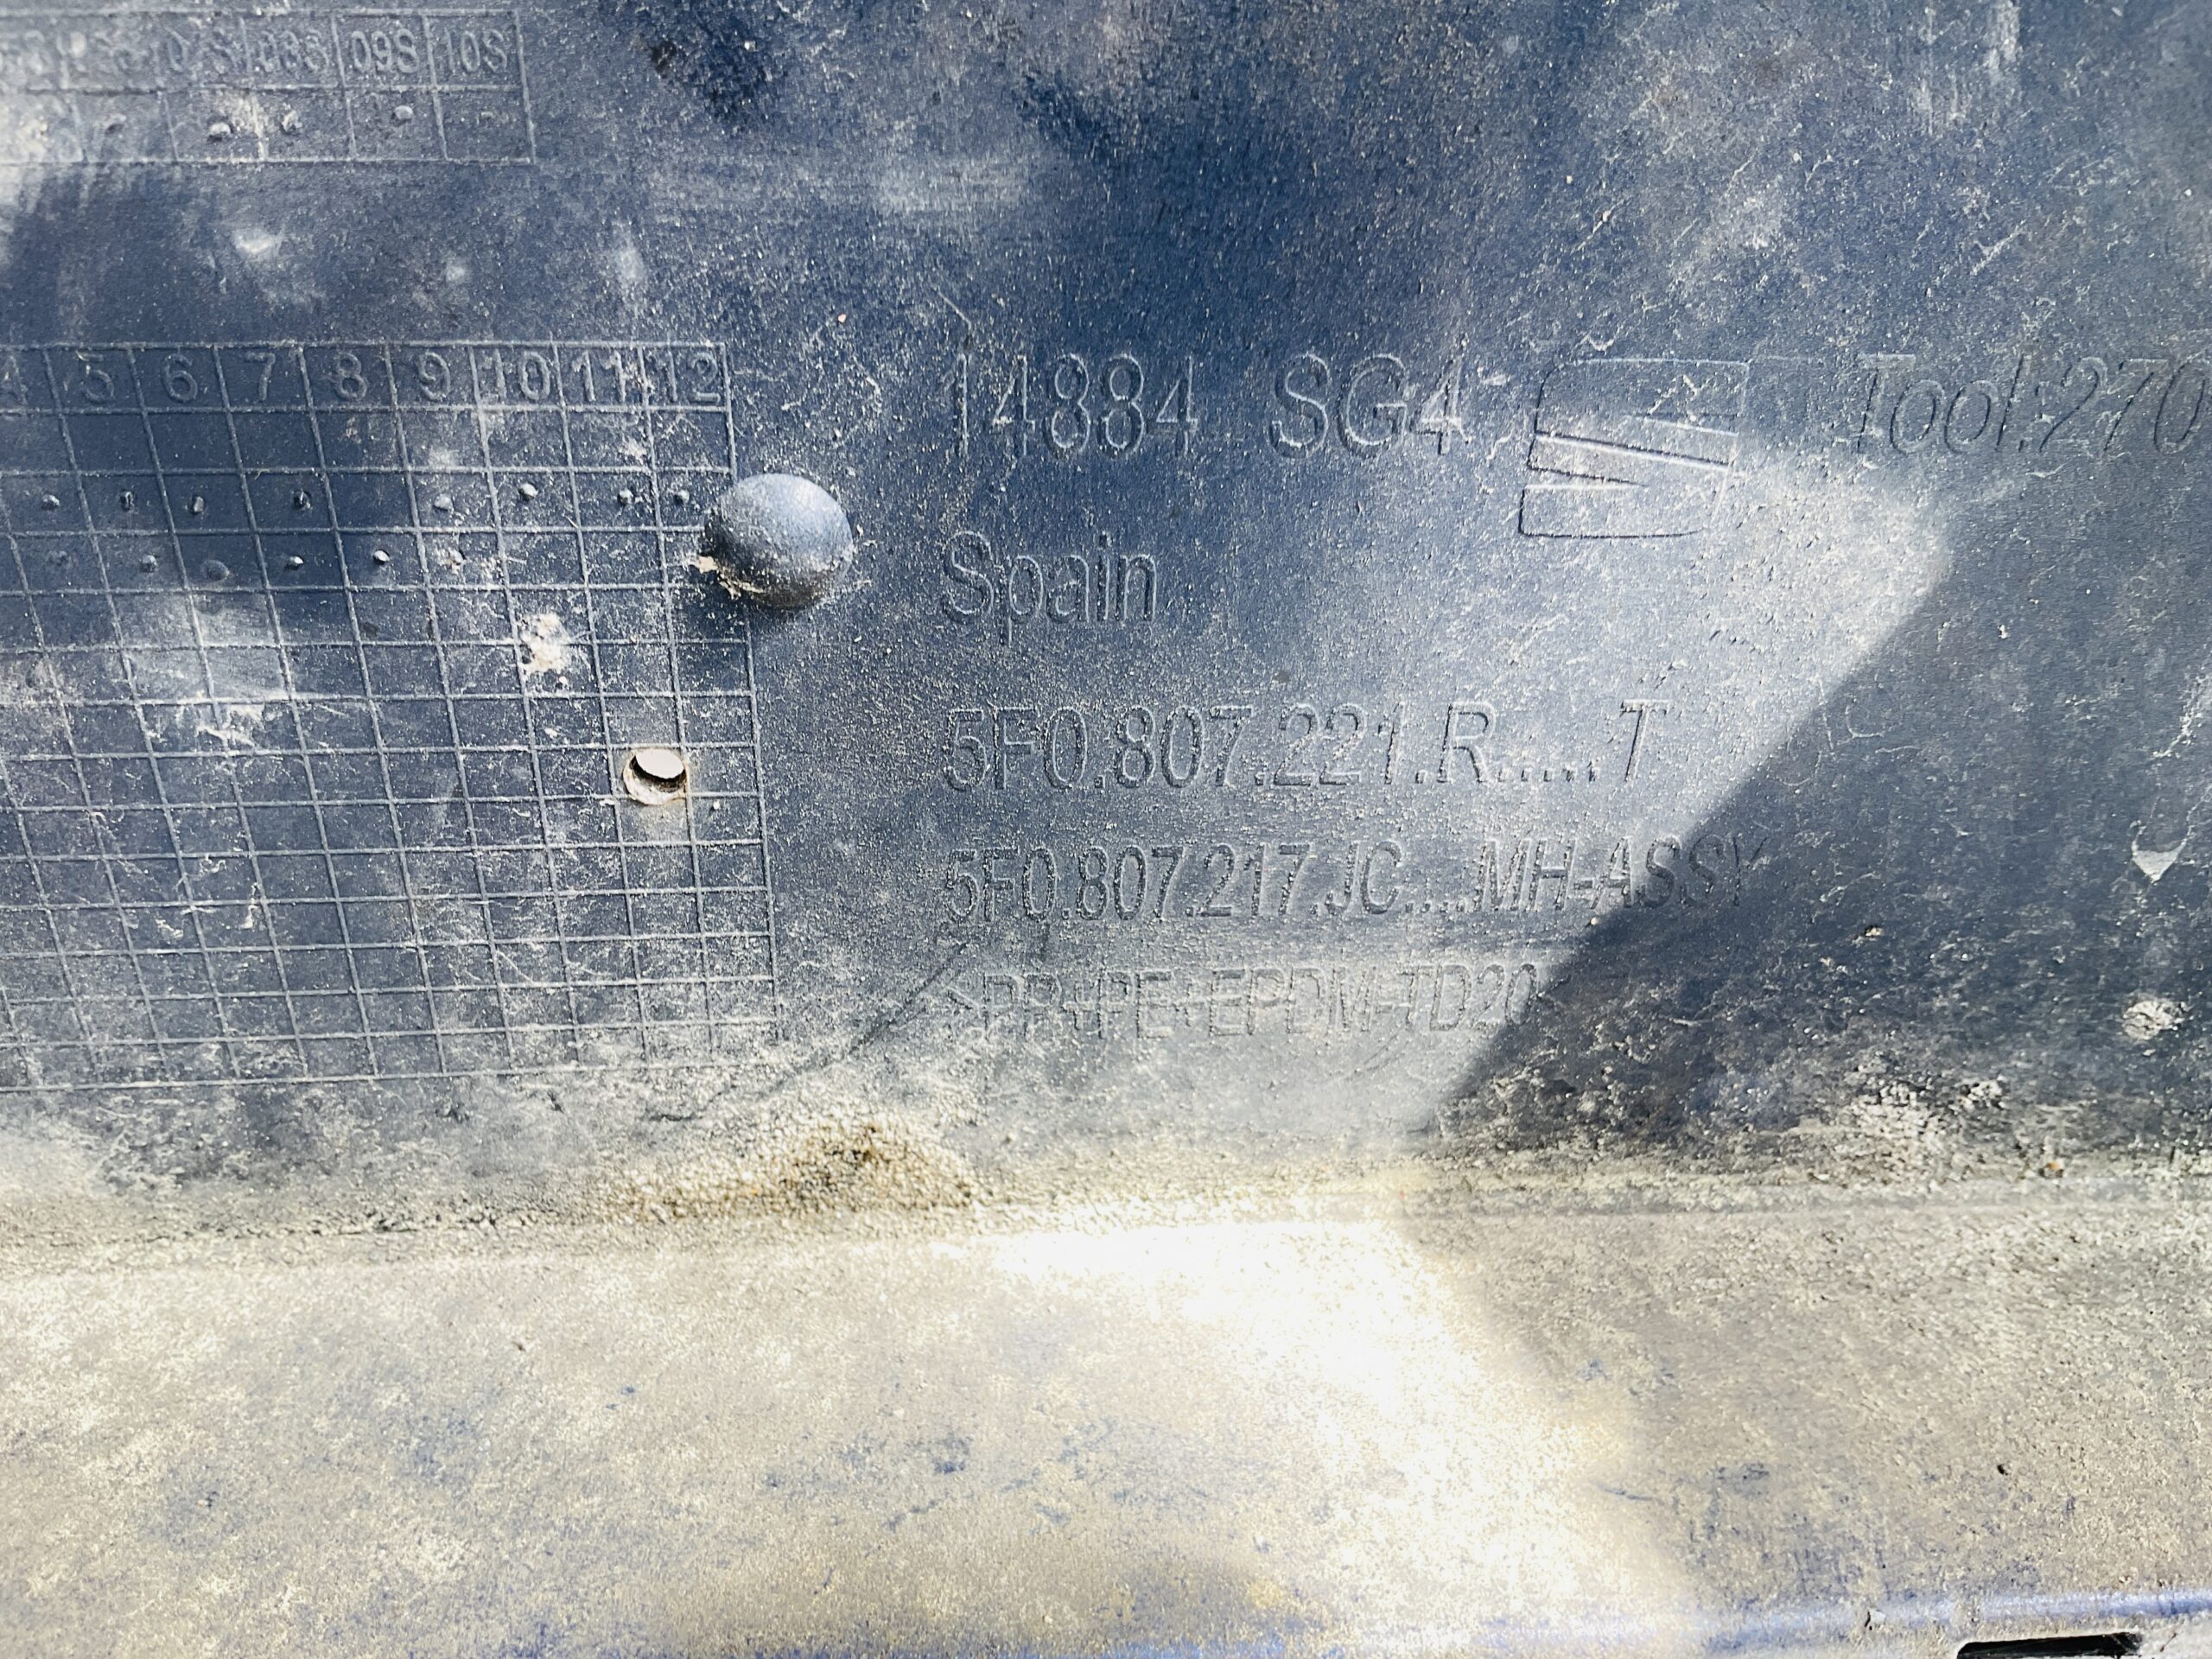 08S 09S 10S
4 5 6 7 8 9 10 11 12
14884 SG4 Tool:270
Spain
5F0.807.221.R.....T
5F0.807.217.JC....MH-ASSY
>PP+PE+EPDM-TD20<